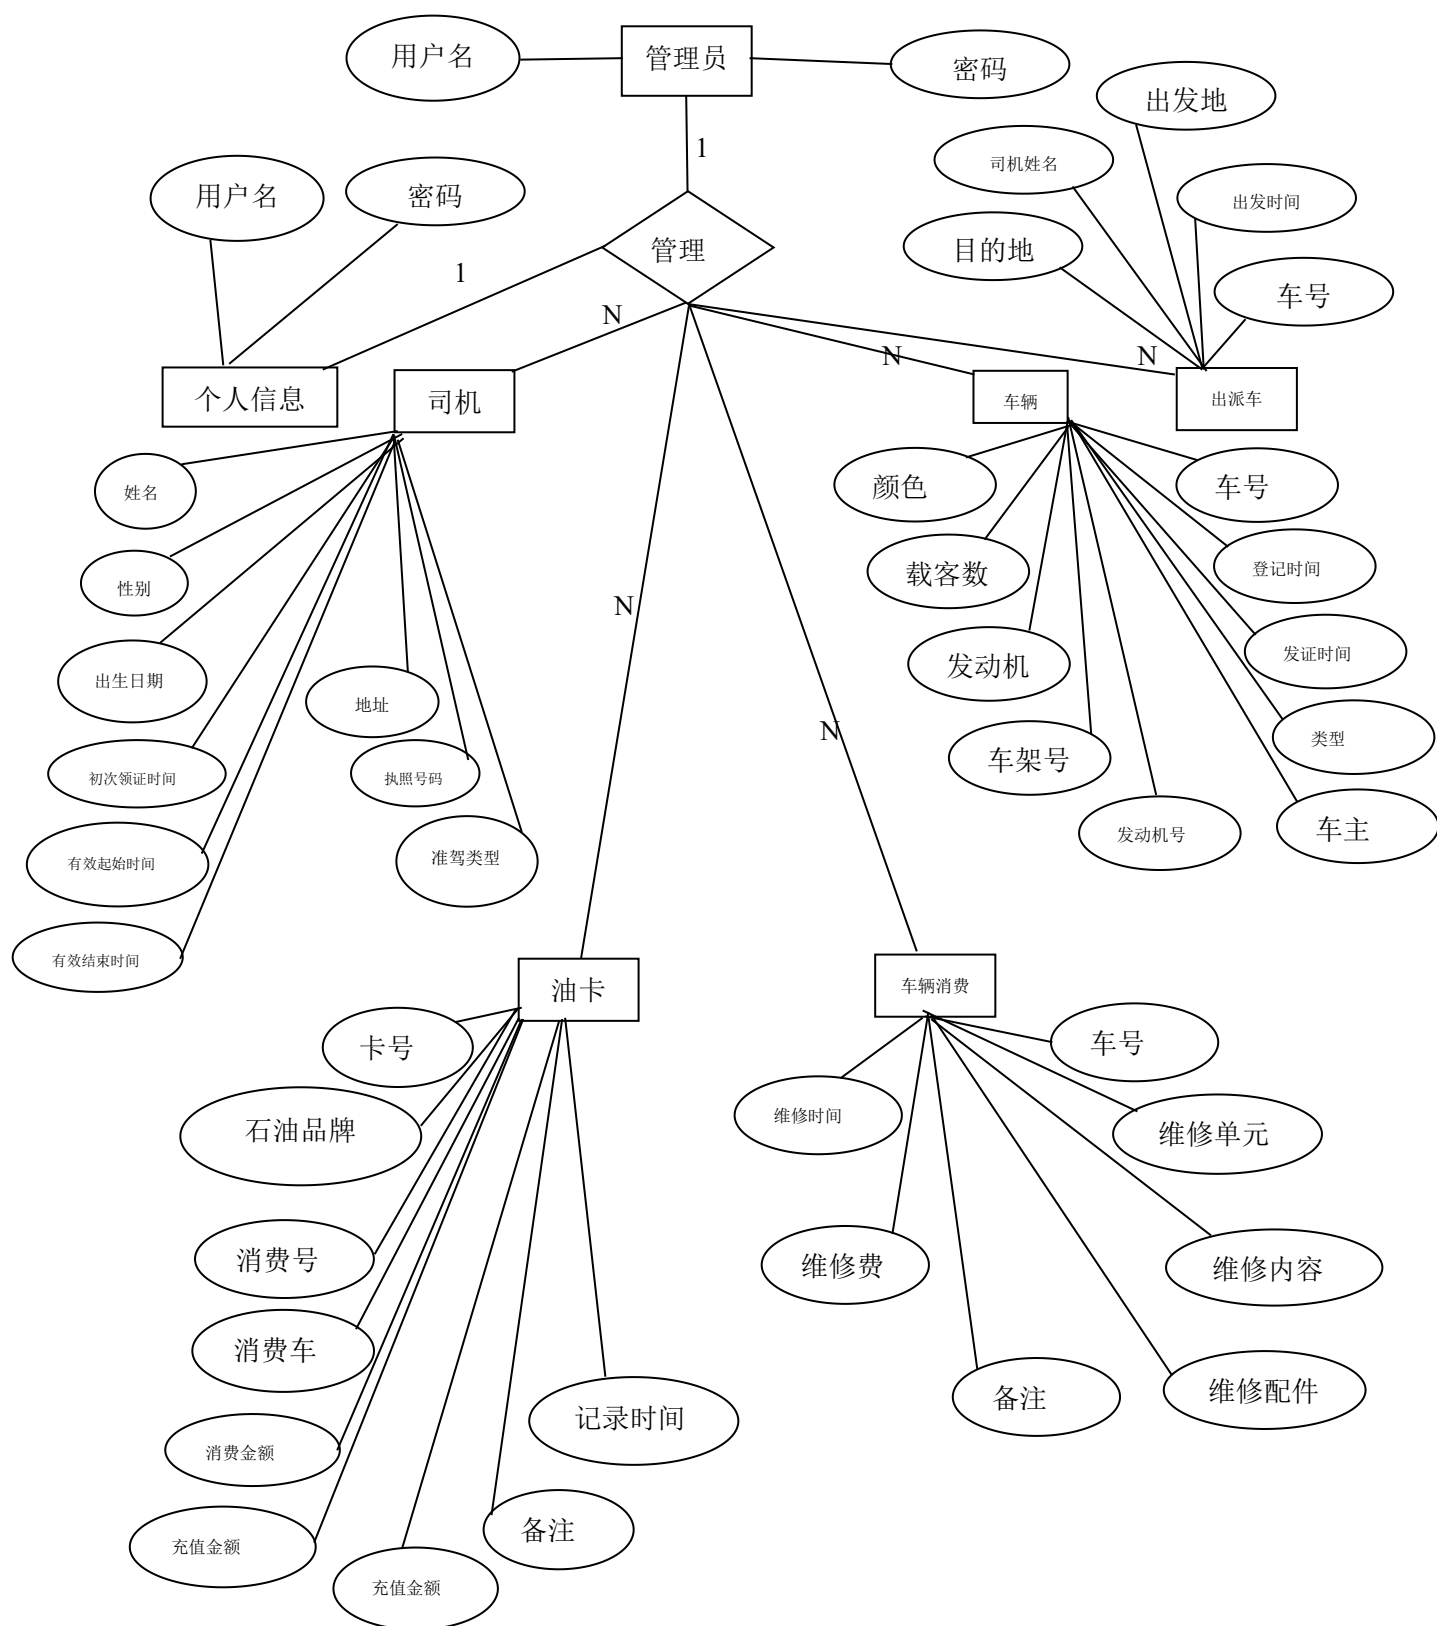 用户名
管理员
密码
出发地
司机姓名
用户名
密码
1
出发时间
目的地
管理
1
车号
N
N
N
个人信息
司机
车辆
出派车
姓名
颜色
车号
性别
载客数
登记时间
N
出生日期
地址
发动机
发证时间
N
初次领证时间
执照号码
车架号
类型
有效起始时间
准驾类型
发动机号
车主
有效结束时间
油卡
车辆消费
卡号
车号
石油品牌
维修时间
维修单元
消费号
维修费
维修内容
消费车
记录时间
备注
维修配件
消费金额
充值金额
备注
充值金额